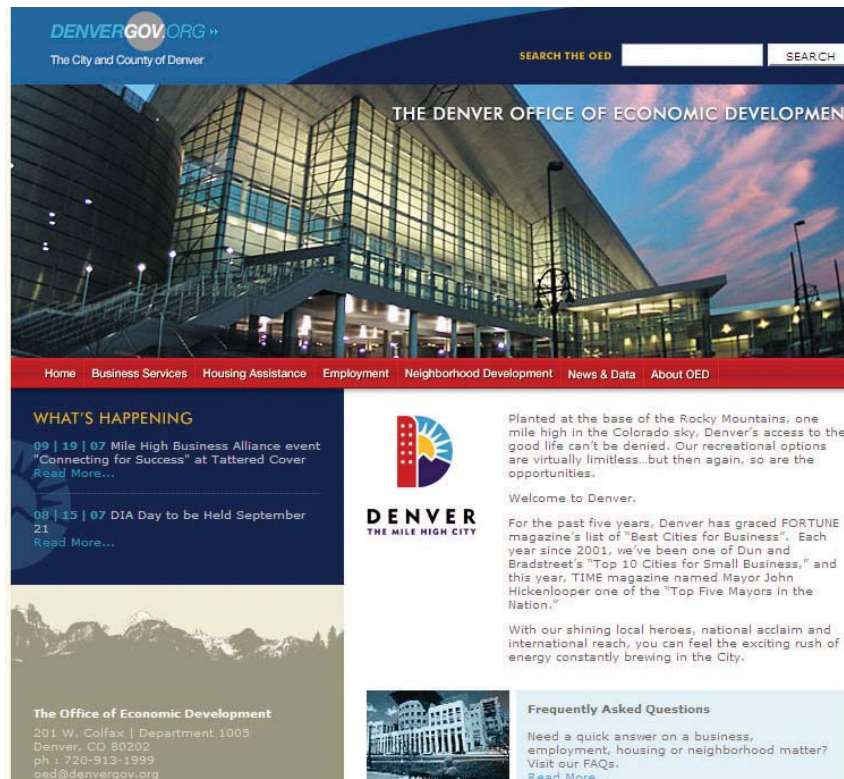 DENVERGOV.ORG
The City and County of Denver
SEARCH THE OED
SEARCH
THE DENVER OFFICE OF ECONOMIC DEVELOPMEN
Home Business Services Housing Assistance Employment Neighborhood Development News & Data About OED
WHAT'S HAPPENING
09 | 19 | 07 Mile High Business Alliance event
"Connecting for Success" at Tattered Cover
Read More...
08 | 15 | 07 DIA Day to be Held September
21
Read More...
The Office of Economic Development
201 W. Colfax | Department 1005
Denver, CO 80202
ph : 720-913-1999
oed@denvergov.org
DENVER
THE MILE HIGH CITY
Planted at the base of the Rocky Mountains, one
mile high in the Colorado sky, Denver's access to the
good life can't be denied. Our recreational options
are virtually limitless...but then again, so are the
opportunities.
Welcome to Denver.
For the past five years, Denver has graced FORTUNE
magazine's list of "Best Cities for Business". Each
year since 2001, we've been one of Dun and
Bradstreet's "Top 10 Cities for Small Business," and
this year, TIME magazine named Mayor John
Hickenlooper one of the "Top Five Mayors in the
Nation."
With our shining local heroes, national acclaim and
international reach, you can feel the exciting rush of
energy constantly brewing in the City.
Frequently Asked Questions
Need a quick answer on a business,
employment, housing or neighborhood matter?
Visit our FAQs.
Read More...